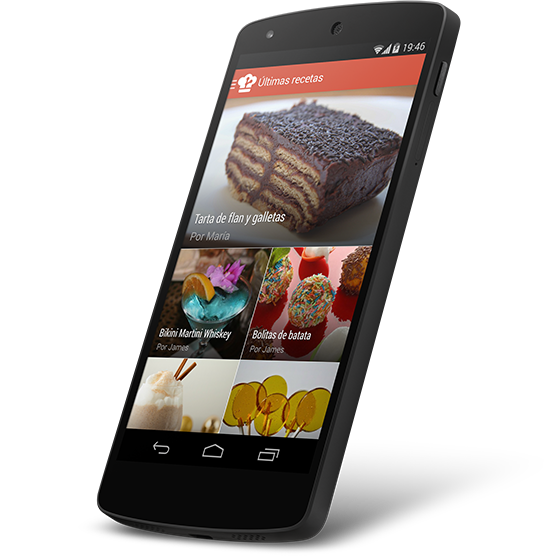 19:46
Últimas recetas
Tarta de flan y galletas
Por María
Bikini Martini Whiskey
Por James
Bolitas de batata
Por James